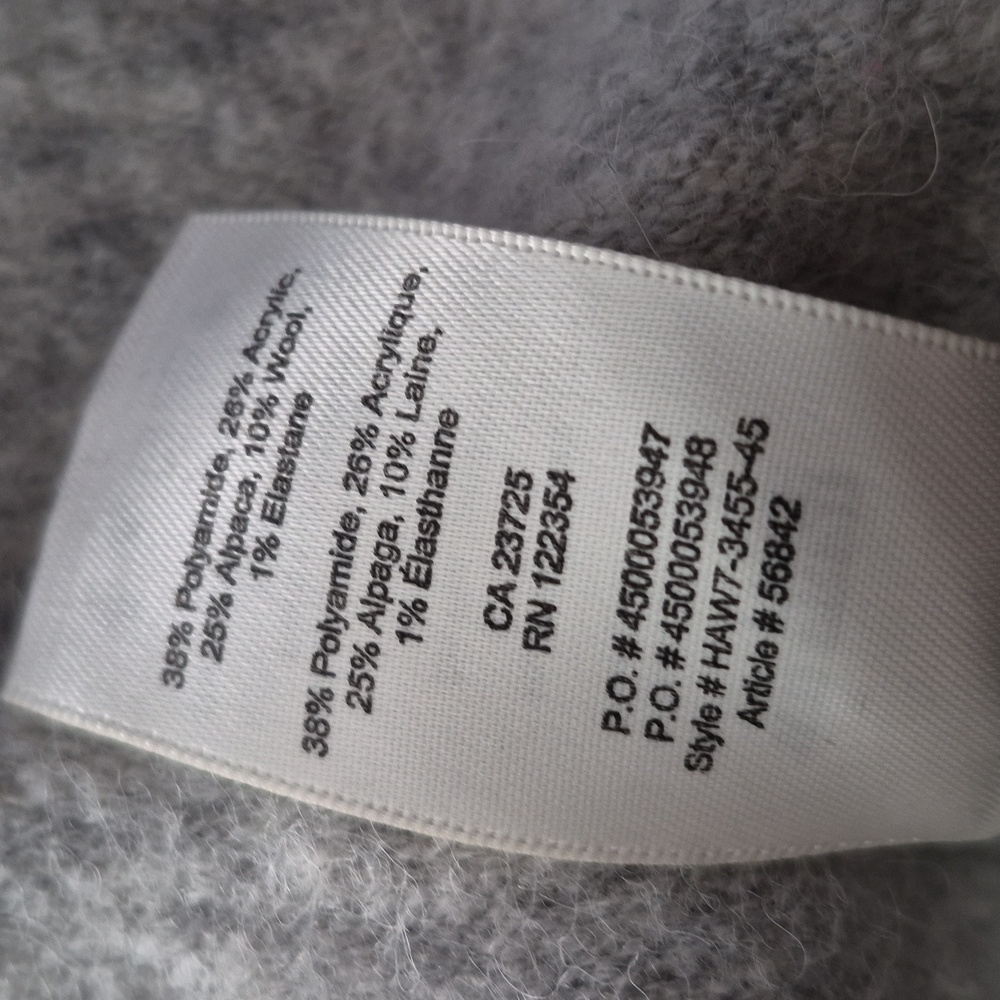 38% Polyamide, 26% Acrylic,
25% Alpaca, 10% Wool,
1% Elastane
38% Polyamide, 26% Acrylique,
25% Alpaga, 10% Laine,
1% Élasthanne
CA 23725
RN 122354
P.O. # 4500053947
P.O. # 4500053948
Style # HAW7-3455-45
Article # 56842